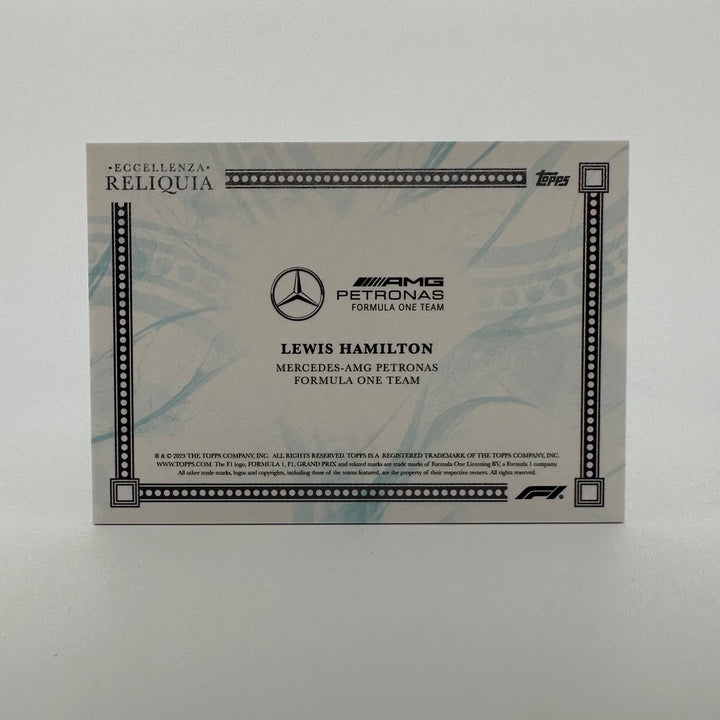 ·ECCELLENZA·
RELIQUIA
topps
AMG
PETRONAS
FORMULA ONE TEAM
LEWIS HAMILTON
MERCEDES-AMG PETRONAS
FORMULA ONE TEAM
® & © 2023 THE TOPPS COMPANY, INC. ALL RIGHTS RESERVED. TOPPS IS A REGISTERED TRADEMARK OF THE TOPPS COMPANY, INC.
WWW.TOPPS.COM. The F1 logo, FORMULA 1, F1, GRAND PRIX and related marks are trade marks of Formula One Licensing BV, a Formula 1 company.
All other trade marks, logos and copyrights, including those of the teams featured, are the property of their respective owners. All rights reserved.
F1®